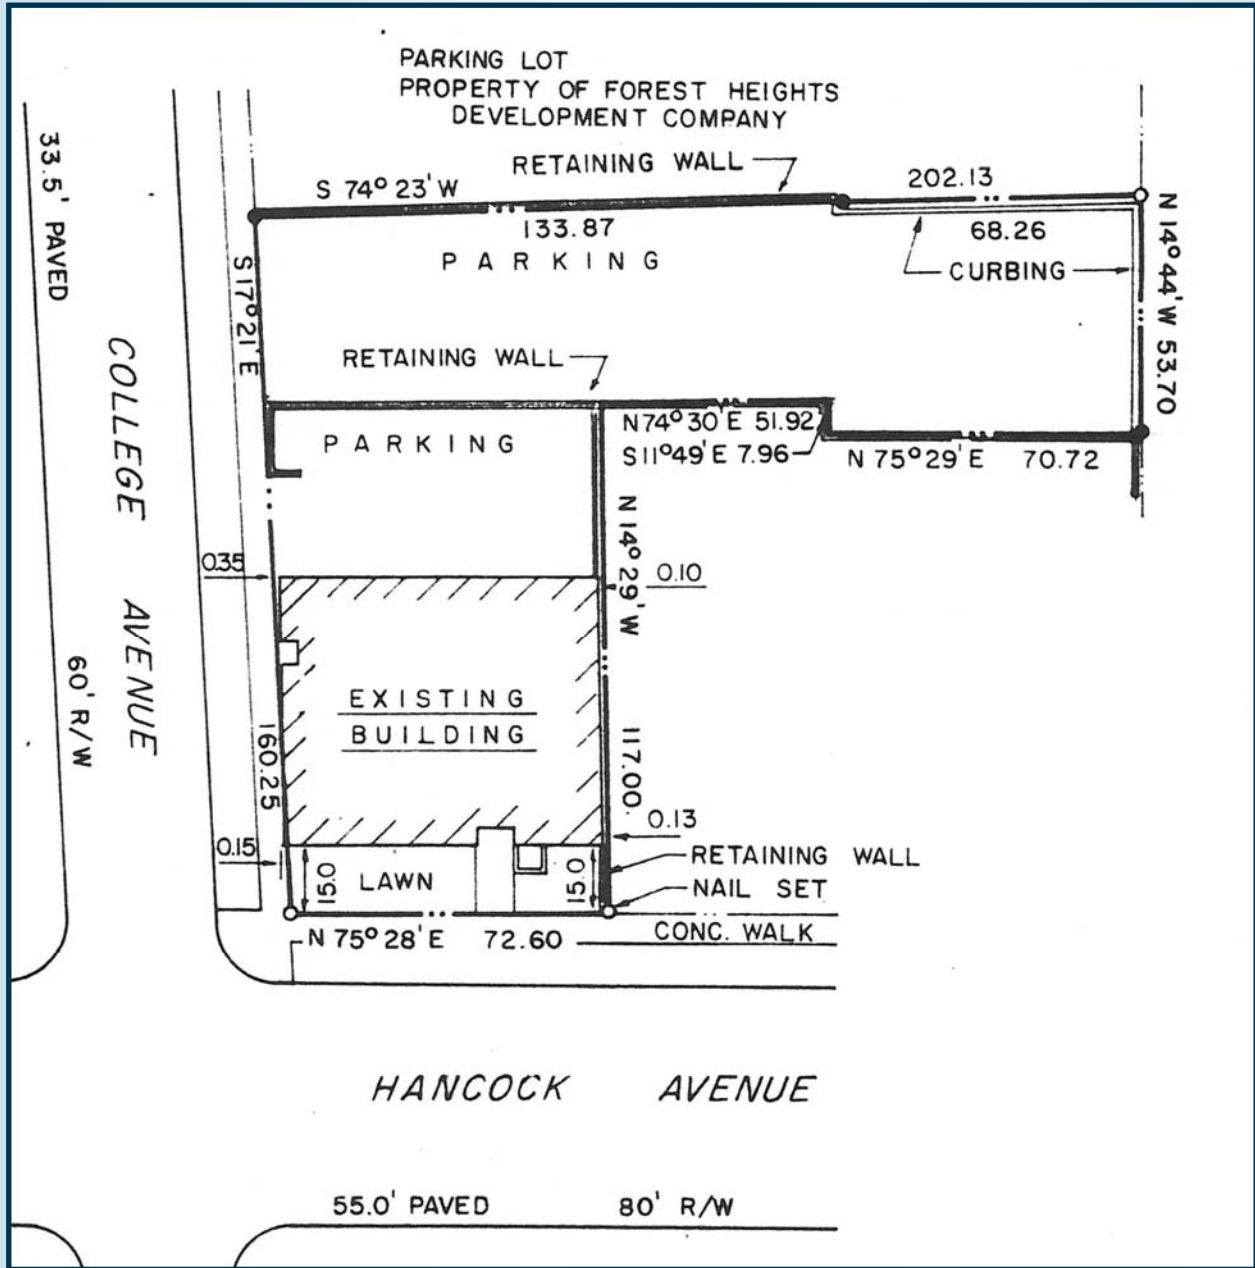 PARKING LOT
PROPERTY OF FOREST HEIGHTS
DEVELOPMENT COMPANY
RETAINING WALL
S 74° 23' W
202.13
133.87
68.26
PARKING
CURBING
N 14° 44' W 53.70
33.5' PAVED
S 17° 21' E
RETAINING WALL
N 74° 30' E 51.92
S 11° 49' E 7.96
N 75° 29' E 70.72
PARKING
COLLEGE AVENUE
N 14° 29' W
0.35
0.10
60' R/W
EXISTING
BUILDING
160.25
117.00
0.13
0.15
RETAINING WALL
15.0
LAWN
15.0
NAIL SET
N 75° 28' E 72.60
CONC. WALK
HANCOCK AVENUE
55.0' PAVED 80' R/W